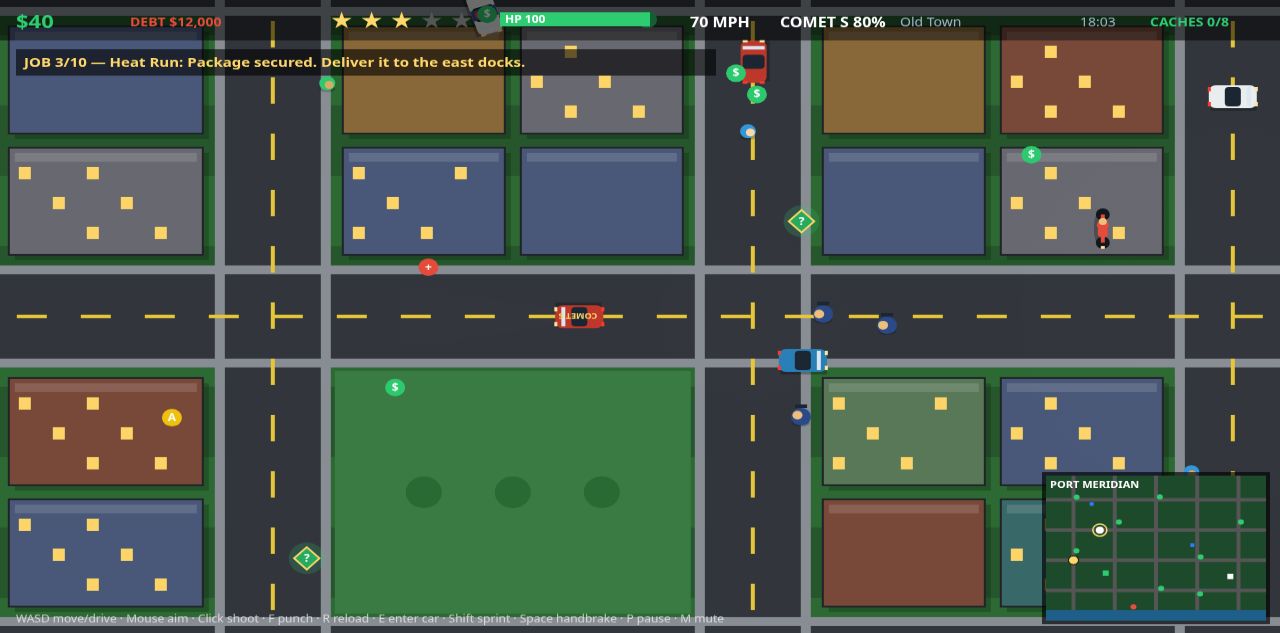 $40 DEBT $12,000 ★★★★★ $ HP 100 70 MPH COMET S 80% Old Town 18:03 CACHES 0/8
JOB 3/10 — Heat Run: Package secured. Deliver it to the east docks.
$
$
$
?
+
COMET S
$
A
PORT MERIDIAN
?
WASD move/drive · Mouse aim · Click shoot · F punch · R reload · E enter car · Shift sprint · Space handbrake · P pause · M mute